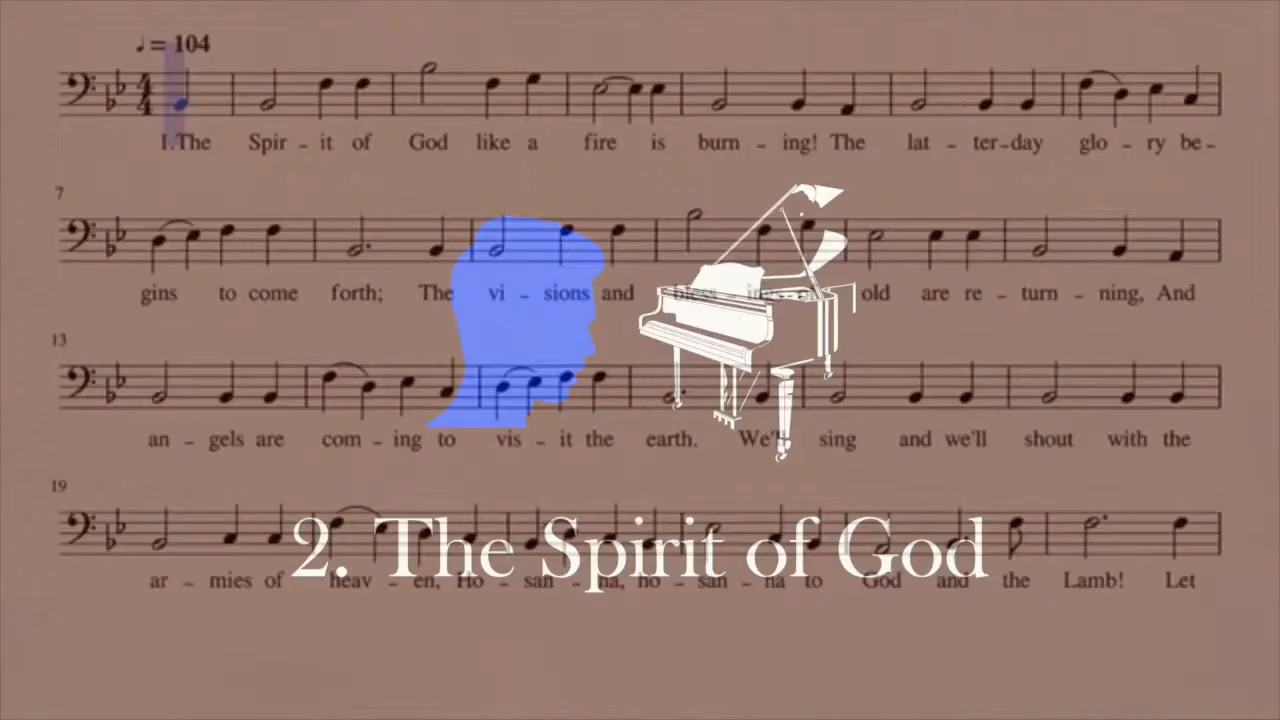 ♩ = 104
1.The Spir - it of God like a fire is burn - ing! The lat - ter-day glo - ry be-
7
gins to come forth; The vi - sions and old are re - turn - ning, And
13
an - gels are com - ing to vis - it the earth. We'll sing and we'll shout with the
19
2. The Spirit of God
ar - mies of heav - en, Ho - san - na, ho - san - na to God and the Lamb! Let